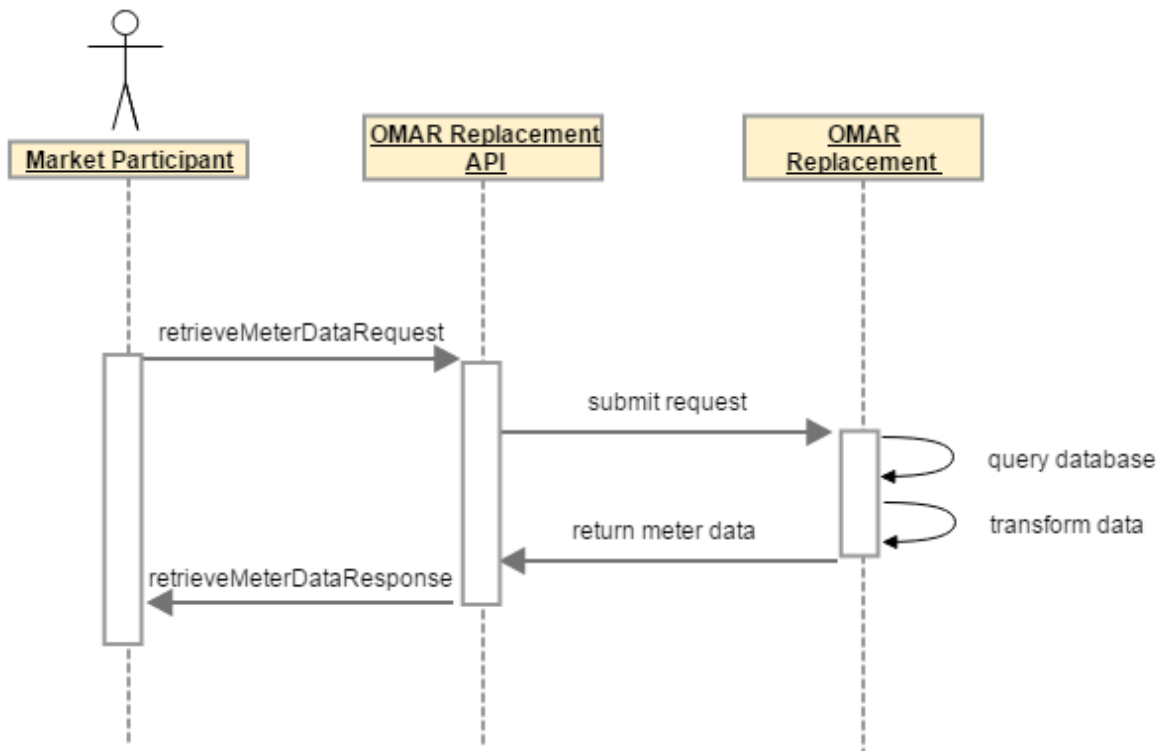 Market Participant
OMAR Replacement
API
OMAR
Replacement
retrieveMeterDataRequest
submit request
query database
transform data
return meter data
retrieveMeterDataResponse